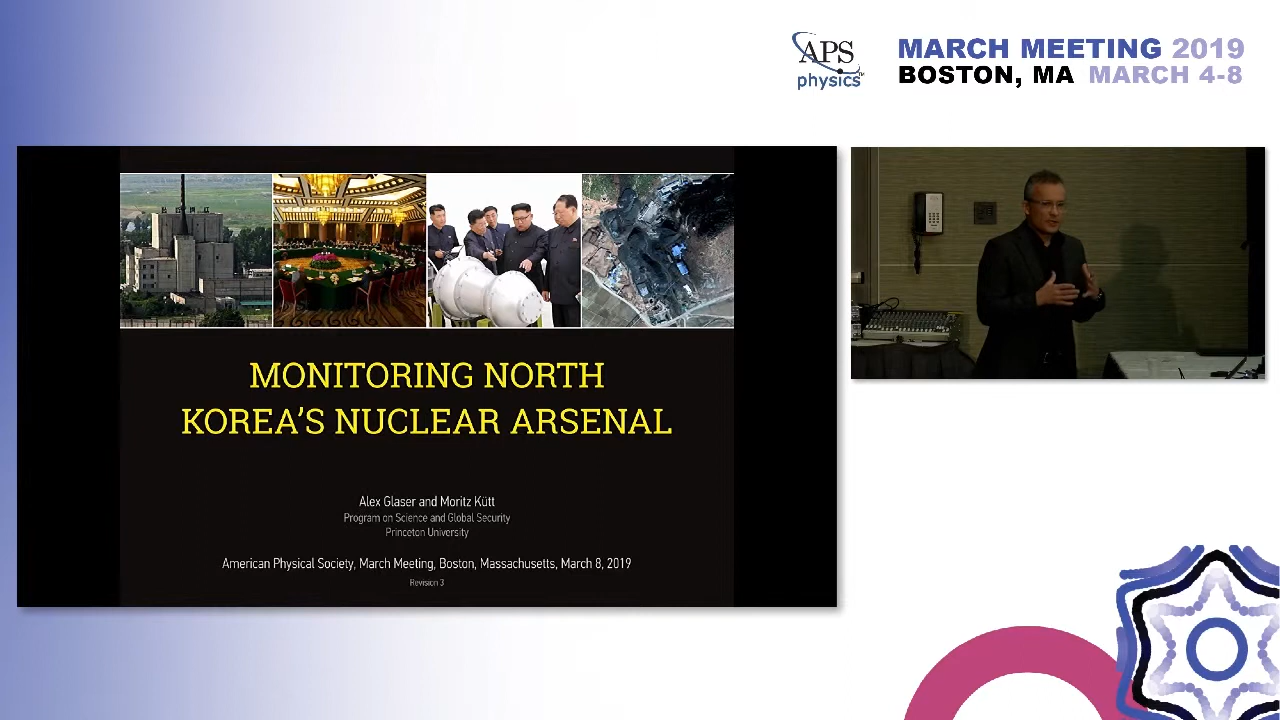 APS
physics™
MARCH MEETING 2019
BOSTON, MA MARCH 4-8
MONITORING NORTH
KOREA'S NUCLEAR ARSENAL
Alex Glaser and Moritz Kütt
Program on Science and Global Security
Princeton University
American Physical Society, March Meeting, Boston, Massachusetts, March 8, 2019
Revision 3